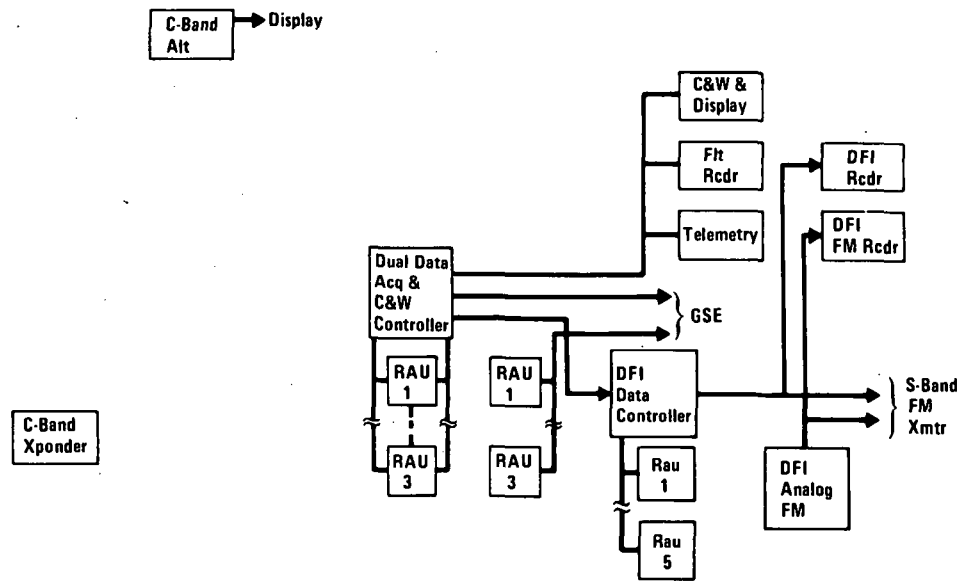 C-Band
Alt
Display
C&W &
Display
Flt
Rcdr
DFI
Rcdr
Telemetry
DFI
FM Rcdr
Dual Data
Acq &
C&W
Controller
GSE
RAU
1
RAU
1
DFI
Data
Controller
S-Band
FM
Xmtr
C-Band
Xponder
RAU
3
RAU
3
Rau
1
DFI
Analog
FM
Rau
5